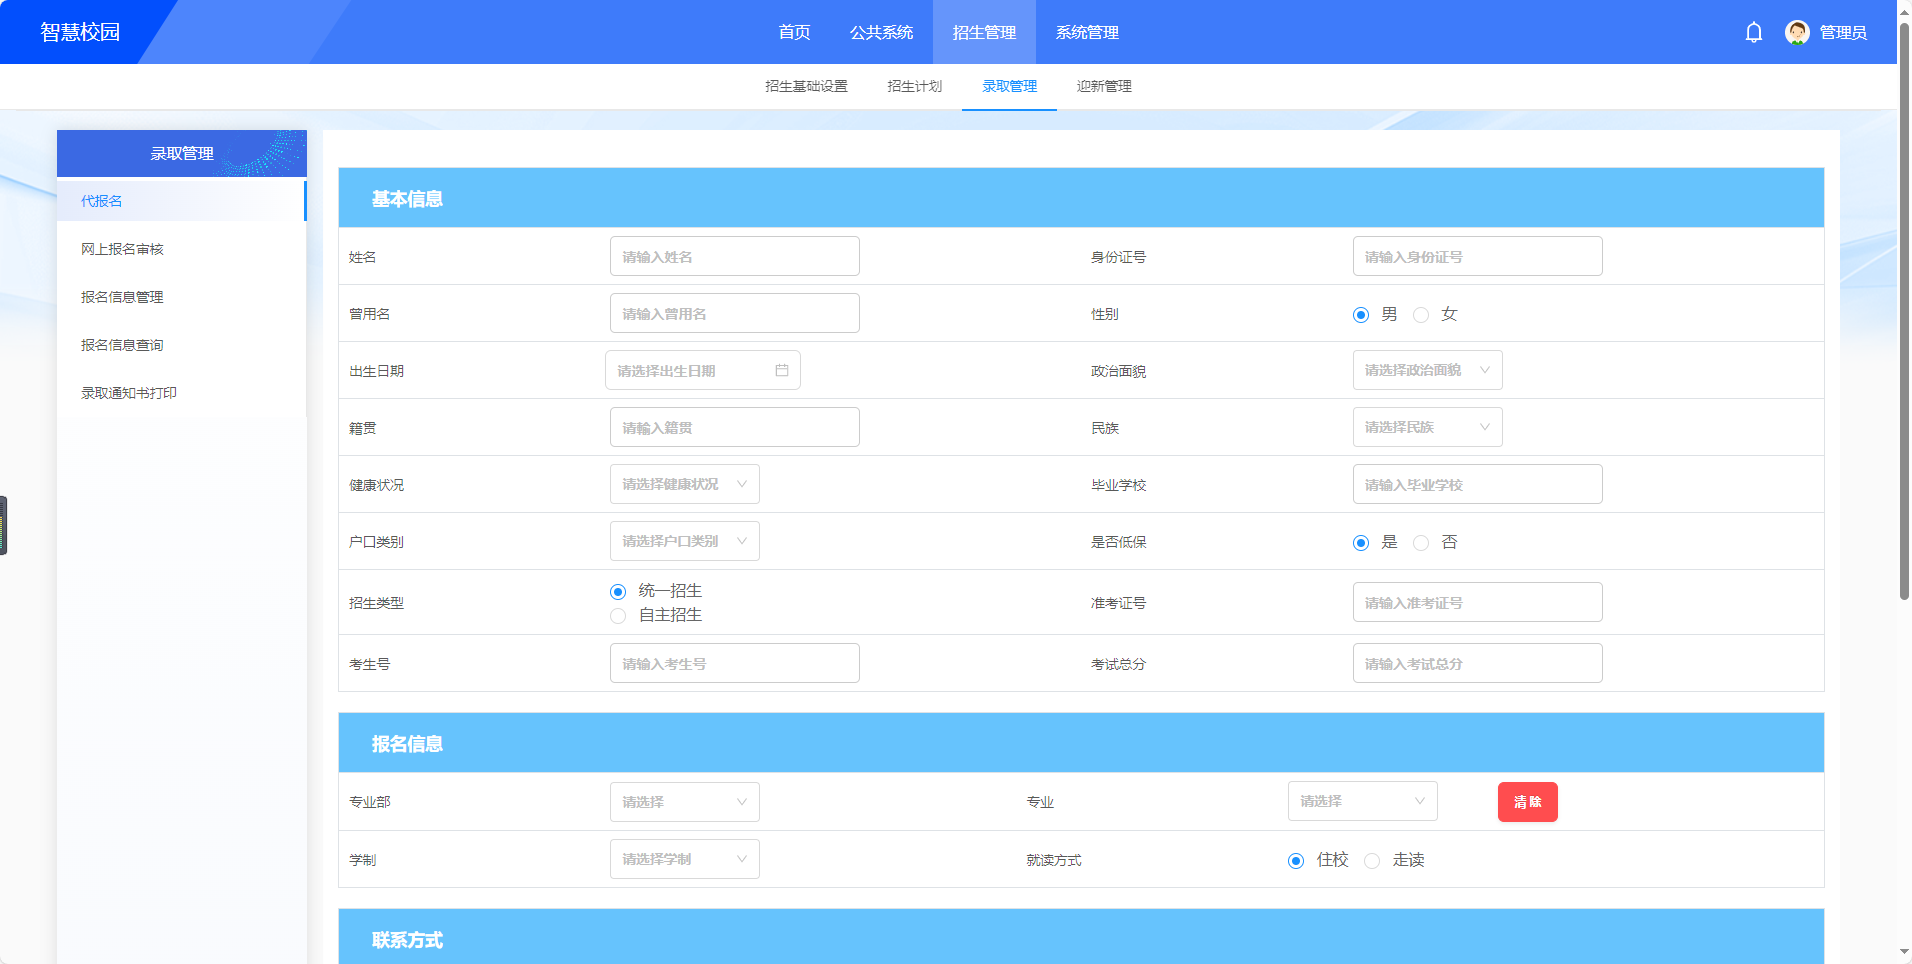 智慧校园 首页 公共系统 招生管理 系统管理 管理员
招生基础设置 招生计划 录取管理 迎新管理
录取管理
代报名
网上报名审核
报名信息管理
报名信息查询
录取通知书打印
基本信息
姓名 请输入姓名 身份证号 请输入身份证号
曾用名 请输入曾用名 性别 男 女
出生日期 请选择出生日期 政治面貌 请选择政治面貌
籍贯 请输入籍贯 民族 请选择民族
健康状况 请选择健康状况 毕业学校 请输入毕业学校
户口类别 请选择户口类别 是否低保 是 否
招生类型 统一招生 自主招生 准考证号 请输入准考证号
考生号 请输入考生号 考试总分 请输入考试总分
报名信息
专业部 请选择 专业 请选择 清除
学制 请选择学制 就读方式 住校 走读
联系方式